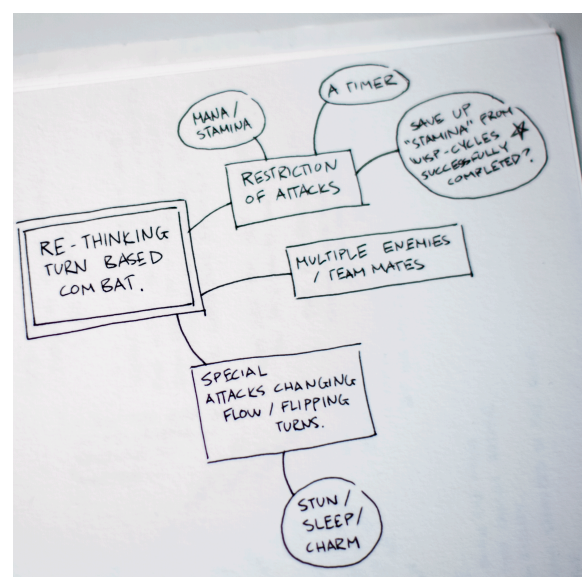 MANA/
STAMINA
A TIMER
SAVE UP
"STAMINA" FROM
WISP-CYCLES
SUCCESSFULLY
COMPLETED?
RESTRICTION
OF ATTACKS
RE-THINKING
TURN BASED
COMBAT.
MULTIPLE ENEMIES
/ TEAM MATES
SPECIAL
ATTACKS CHANGING
FLOW / FLIPPING
TURNS.
STUN /
SLEEP /
CHARM